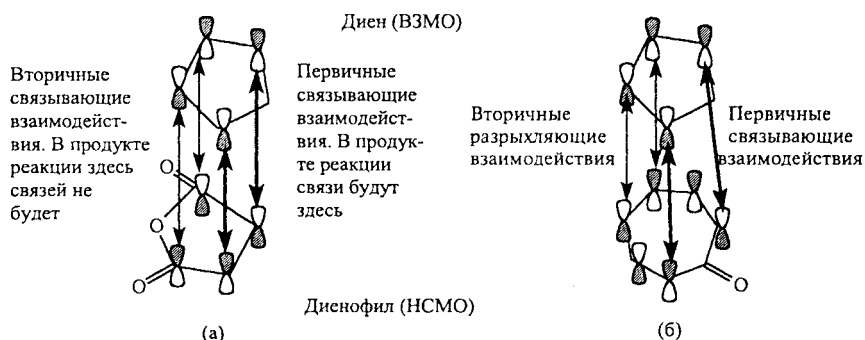 Диен (ВЗМО)
Вторичные
связывающие
взаимодейст-
вия. В продукте
реакции здесь
связей не
будет
Первичные
связывающие
взаимодейст-
вия. В продук-
те реакции
связи будут
здесь
O
O
O
Диенофил (НСМО)
(а)
Вторичные
разрыхляющие
взаимодействия
Первичные
связывающие
взаимодействия
O
(б)